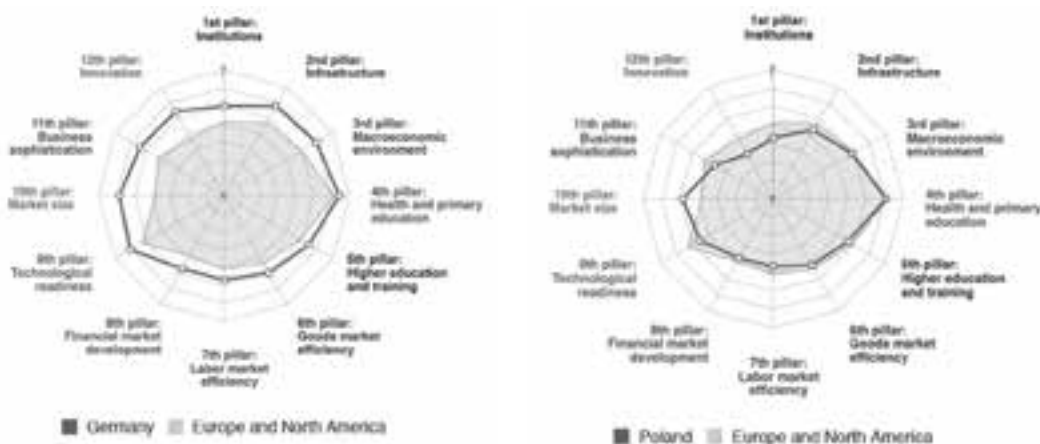 1st pillar:
Institutions
2nd pillar:
Infrastructure
3rd pillar:
Macroeconomic
environment
4th pillar:
Health and primary
education
5th pillar:
Higher education
and training
6th pillar:
Goods market
efficiency
7th pillar:
Labor market
efficiency
8th pillar:
Financial market
development
9th pillar:
Technological
readiness
10th pillar:
Market size
11th pillar:
Business
sophistication
12th pillar:
Innovation
7
Germany Europe and North America
1st pillar:
Institutions
2nd pillar:
Infrastructure
3rd pillar:
Macroeconomic
environment
4th pillar:
Health and primary
education
5th pillar:
Higher education
and training
6th pillar:
Goods market
efficiency
7th pillar:
Labor market
efficiency
8th pillar:
Financial market
development
9th pillar:
Technological
readiness
10th pillar:
Market size
11th pillar:
Business
sophistication
12th pillar:
Innovation
7
Poland Europe and North America